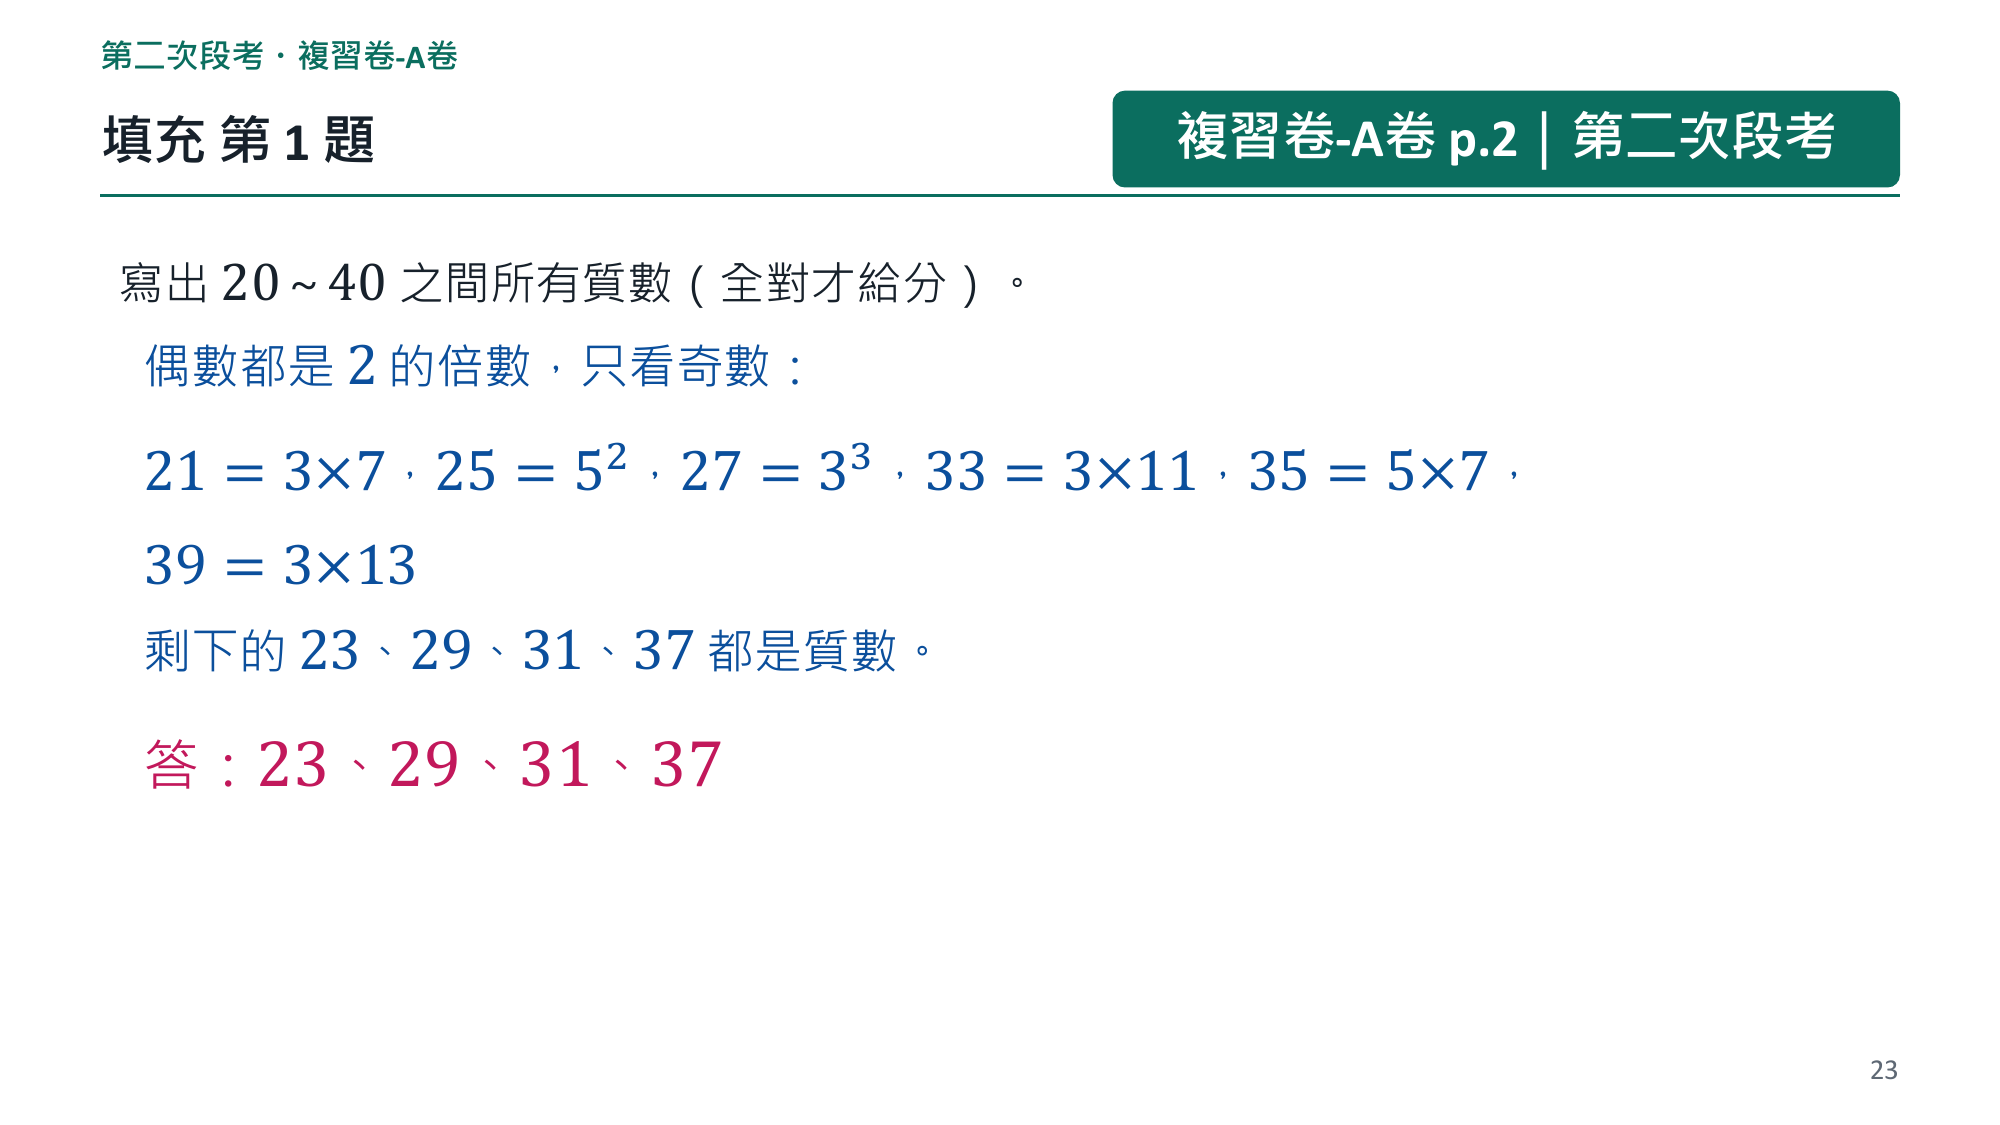 第二次段考・複習卷-A卷
填充 第 1 題
複習卷-A卷 p.2｜第二次段考
寫出 20 ~ 40 之間所有質數（全對才給分）。
偶數都是 2 的倍數，只看奇數：
21 = 3×7，25 = 5²，27 = 3³，33 = 3×11，35 = 5×7，
39 = 3×13
剩下的 23、29、31、37 都是質數。
答：23、29、31、37
23